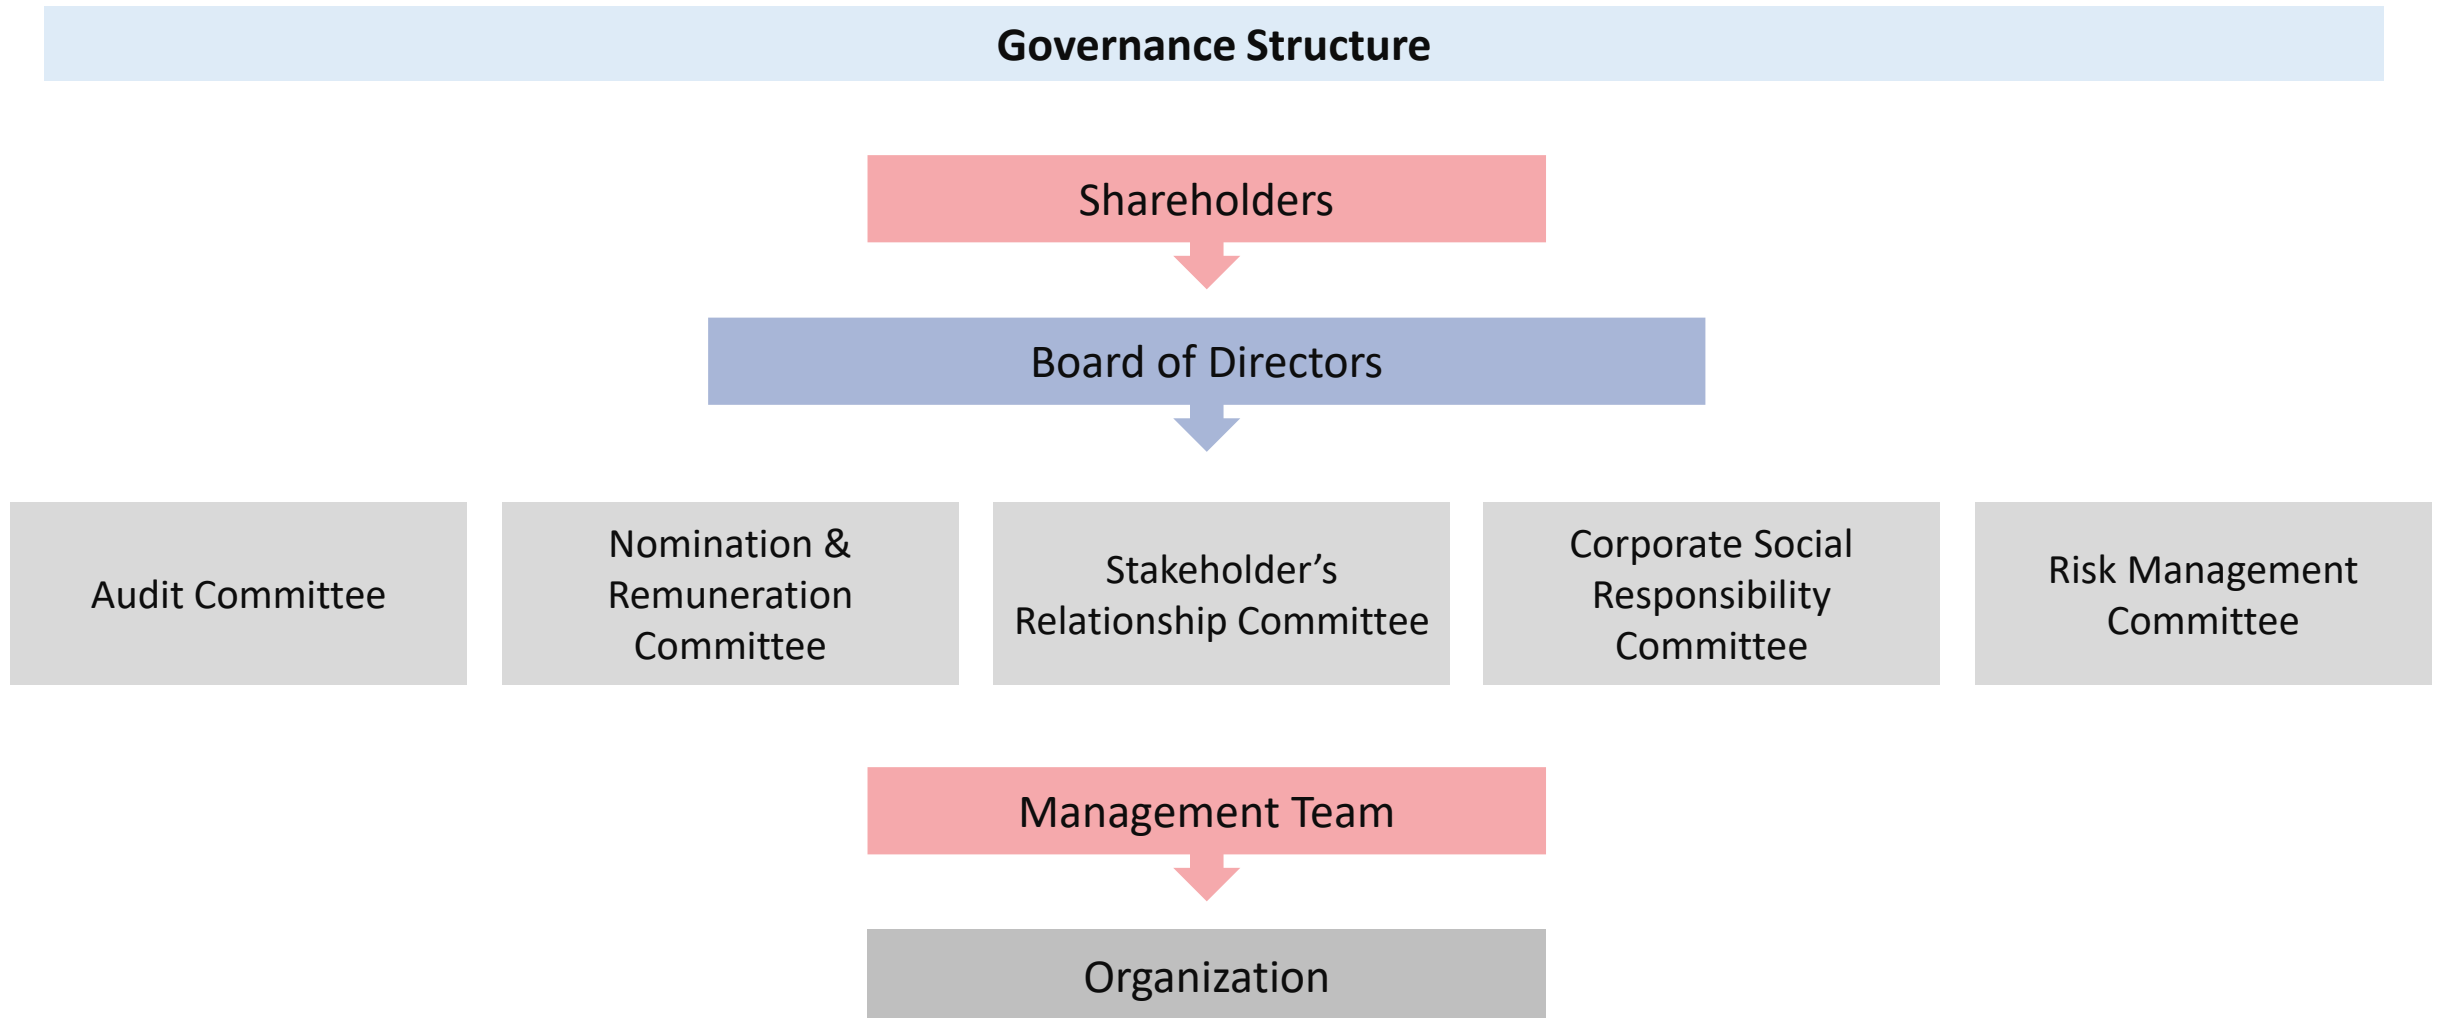 Governance Structure
Shareholders
Board of Directors
Audit Committee
Nomination &
Remuneration
Committee
Stakeholder’s
Relationship Committee
Corporate Social
Responsibility
Committee
Risk Management
Committee
Management Team
Organization